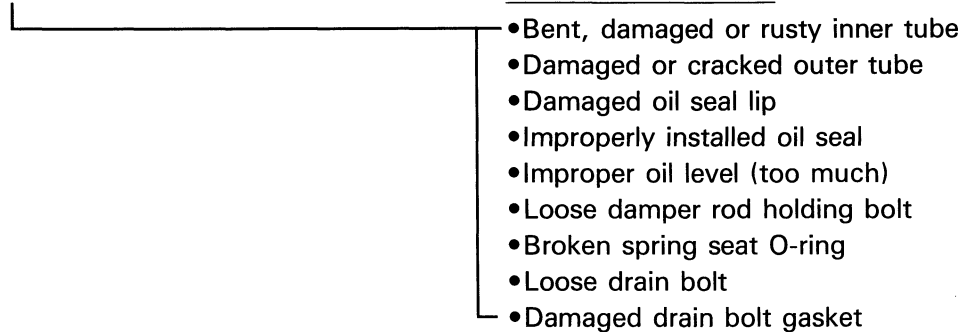 •Bent, damaged or rusty inner tube
•Damaged or cracked outer tube
•Damaged oil seal lip
•Improperly installed oil seal
•Improper oil level (too much)
•Loose damper rod holding bolt
•Broken spring seat O-ring
•Loose drain bolt
•Damaged drain bolt gasket